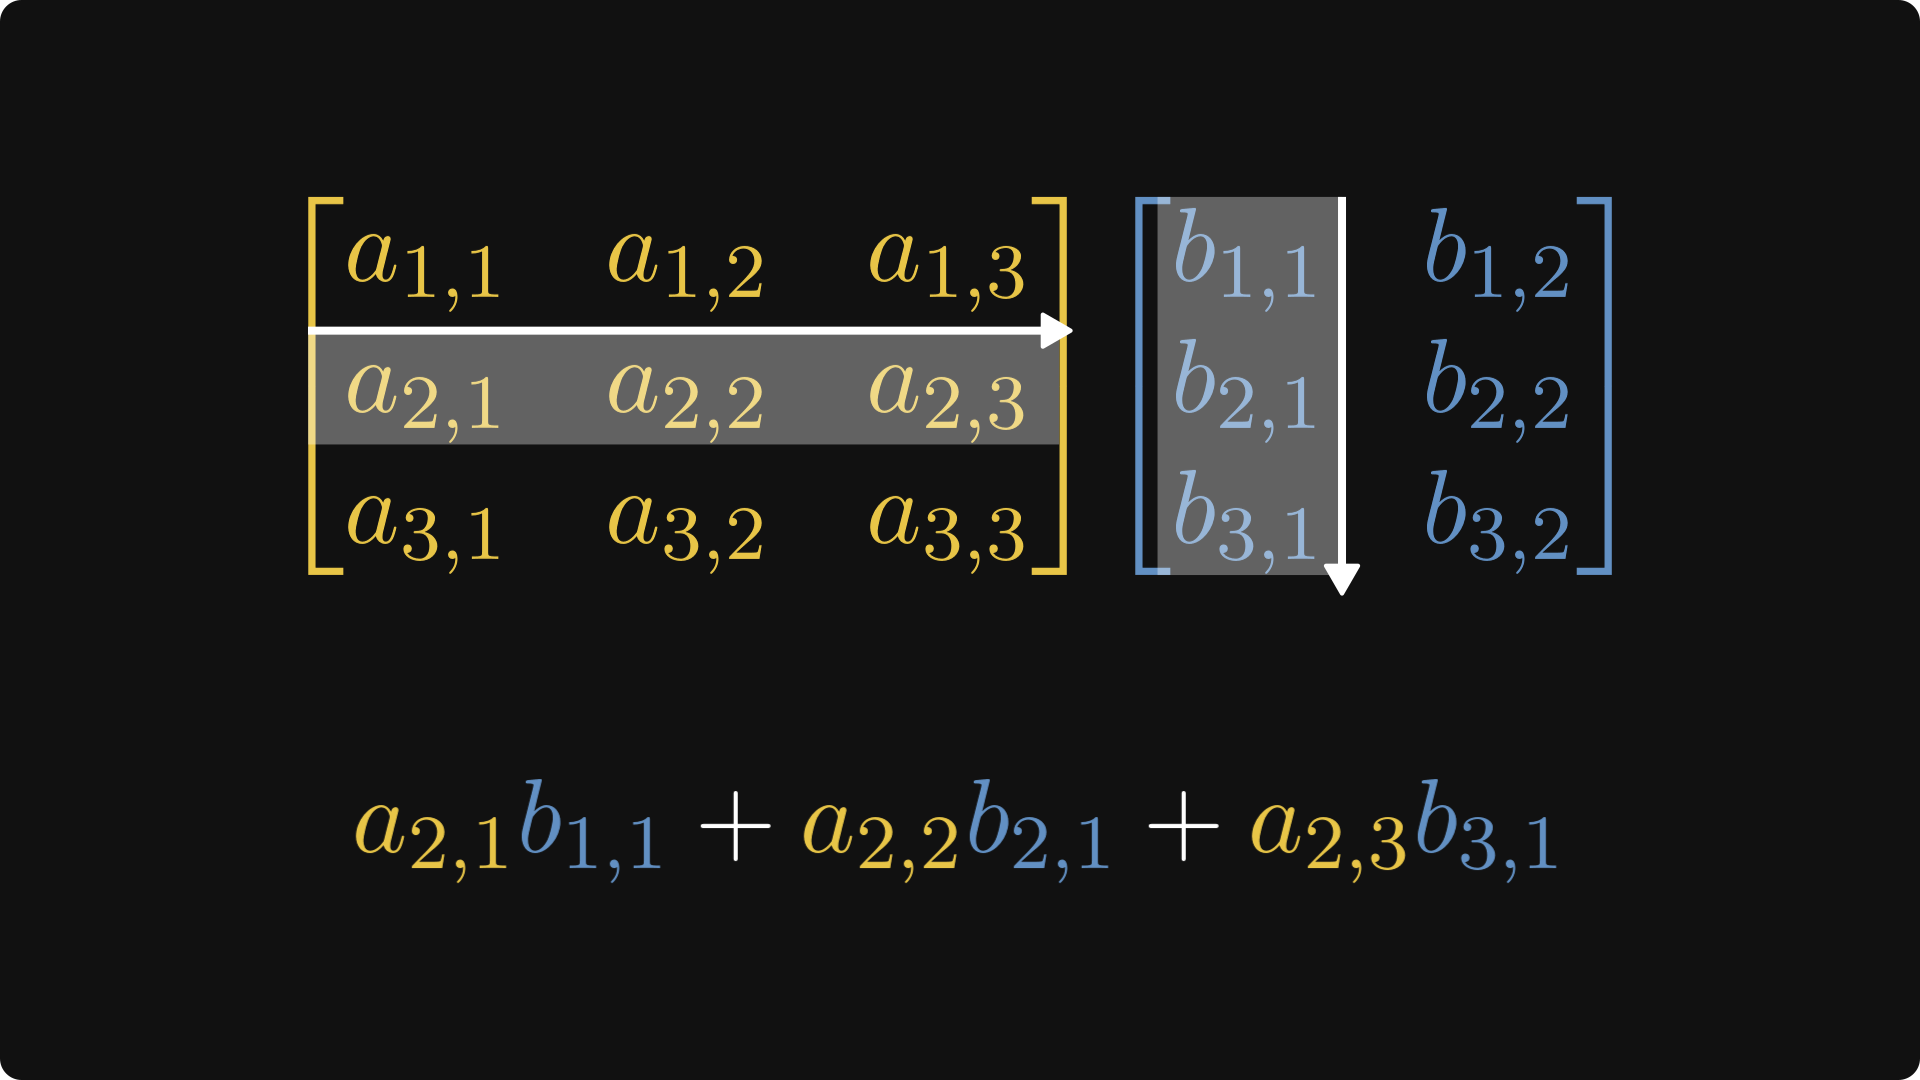 a1,1 a1,2 a1,3 b1,1 b1,2
a2,1 a2,2 a2,3 b2,1 b2,2
a3,1 a3,2 a3,3 b3,1 b3,2
a2,1b1,1 + a2,2b2,1 + a2,3b3,1